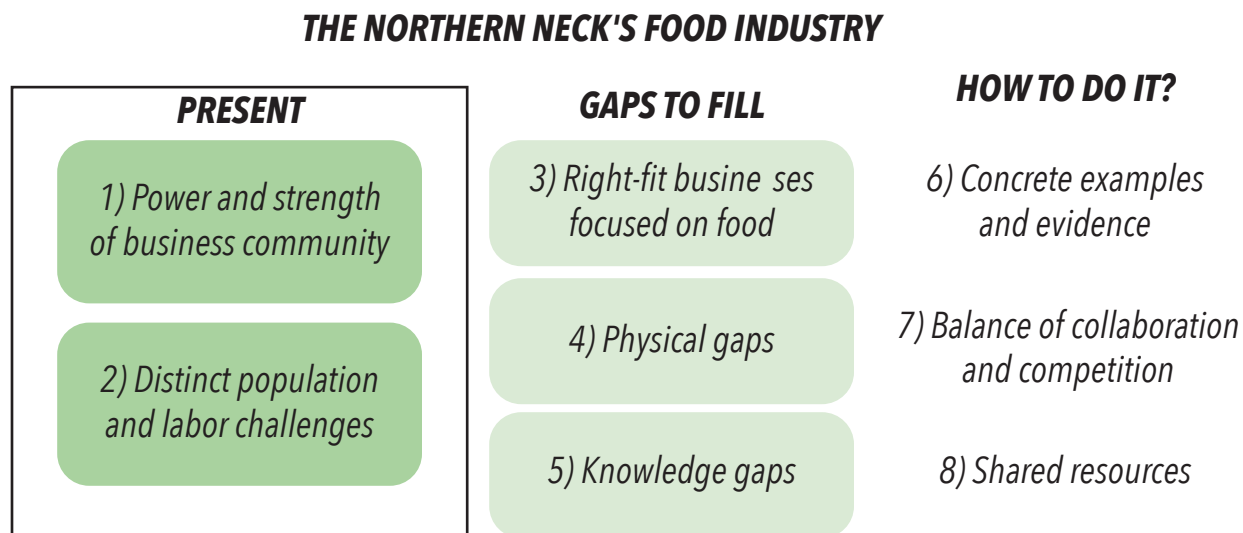 THE NORTHERN NECK'S FOOD INDUSTRY
PRESENT
1) Power and strength
of business community
2) Distinct population
and labor challenges
GAPS TO FILL
3) Right-fit busine ses
focused on food
4) Physical gaps
5) Knowledge gaps
HOW TO DO IT?
6) Concrete examples
and evidence
7) Balance of collaboration
and competition
8) Shared resources